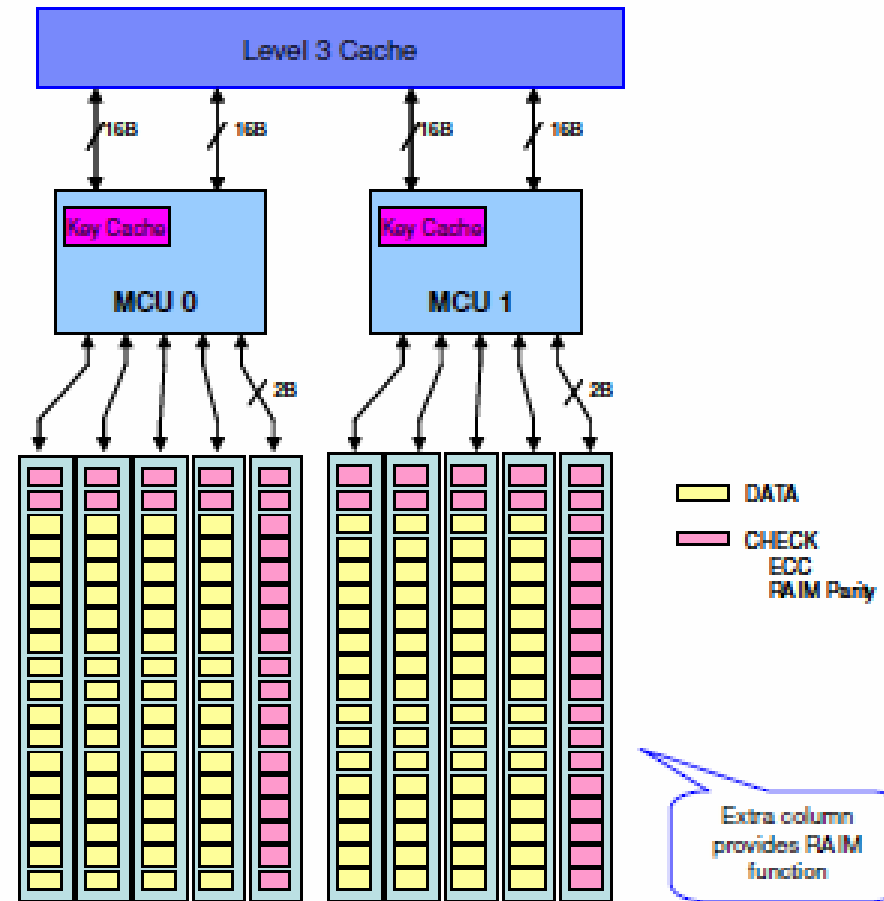 Level 3 Cache
16B
16B
16B
16B
Key Cache
Key Cache
MCU 0
MCU 1
2B
2B
DATA
CHECK
ECC
RAIM Parity
Extra column
provides RAIM
function